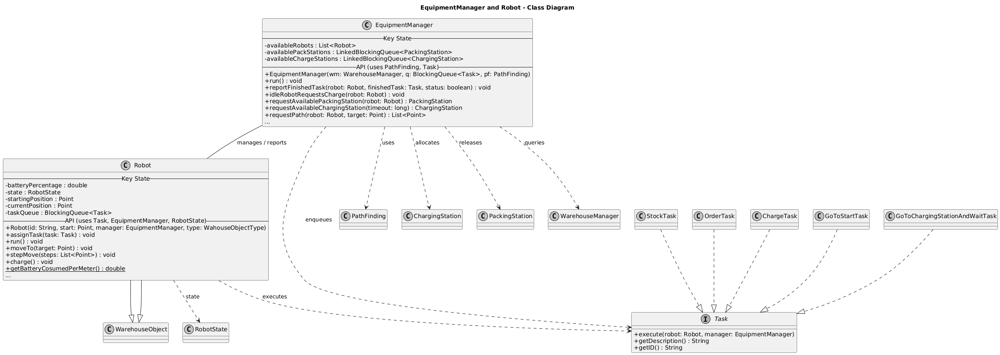 EquipmentManager and Robot - Class Diagram
C EquipmentManager
Key State
-availableRobots : List<Robot>
-availablePackStations : LinkedBlockingQueue<PackingStation>
-availableChargeStations : LinkedBlockingQueue<ChargingStation>
API (uses PathFinding, Task)
+EquipmentManager(wm: WarehouseManager, q: BlockingQueue<Task>, pf: PathFinding)
+run() : void
+reportFinishedTask(robot: Robot, finishedTask: Task, status: boolean) : void
+idleRobotRequestsCharge(robot: Robot) : void
+requestAvailablePackingStation(robot: Robot) : PackingStation
+requestAvailableChargingStation(timeout: long) : ChargingStation
+requestPath(robot: Robot, target: Point) : List<Point>
...
manages / reports
uses
allocates
releases
queries
C Robot
Key State
-batteryPercentage : double
-state : RobotState
-startingPosition : Point
-currentPosition : Point
-taskQueue : BlockingQueue<Task>
API (uses Task, EquipmentManager, RobotState)
+Robot(id: String, start: Point, manager: EquipmentManager, type: WahouseObjectType)
+assignTask(task: Task) : void
+run() : void
+moveTo(target: Point) : void
+stepMove(steps: List<Point>) : void
+charge() : void
+getBatteryCosumedPerMeter() : double
...
enqueues
C PathFinding
C ChargingStation
C PackingStation
C WarehouseManager
C StockTask
C OrderTask
C ChargeTask
C GoToStartTask
C GoToChargingStationAndWaitTask
state
executes
C WarehouseObject
C RobotState
I Task
+execute(robot: Robot, manager: EquipmentManager)
+getDescription() : String
+getID() : String